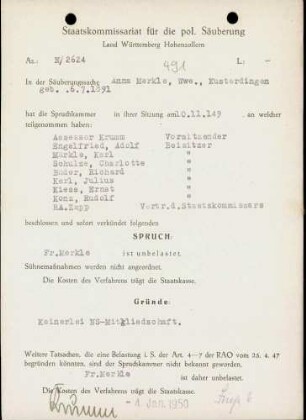 Staatskommissariat für die pol. Säuberung
Land Württemberg Hohenzollern
Az.: N/2624
491
In der Säuberungssache Anna Merkle, Hwe., Kusterdingen
geb. .6.7.1891
hat die Spruchkammer in ihrer Sitzung am 10.11.149 an welcher
teilgenommen haben:
Assessor Krumm Vorsitzender
Engelfried, Adolf Beisitzer
Märkle, Karl "
Schulze, Charlotte "
Bader, Richard "
Karl, Julius "
Kless, Ernst "
Konz, Rudolf "
RA.Zepp Vertr.d.Staatskommissars
beschlossen und sofort verkündet folgenden
SPRUCH:
Fr.Merkle ist unbelastet.
Sühnemaßnahmen werden nicht angeordnet.
Die Kosten des Verfahrens trägt die Staatskasse.
Gründe:
Keinerlei NS-Mitgliedschaft.
Weitere Tatsachen, die eine Belastung i. S. der Art. 4-7 der RAO vom 25. 4. 47
begründen könnten, sind der Spruchkammer nicht bekannt geworden.
Fr.Merkle ist daher unbelastet.
Die Kosten des Verfahrens trägt die Staatskasse.
Krumm
- 4. Jan. 1950